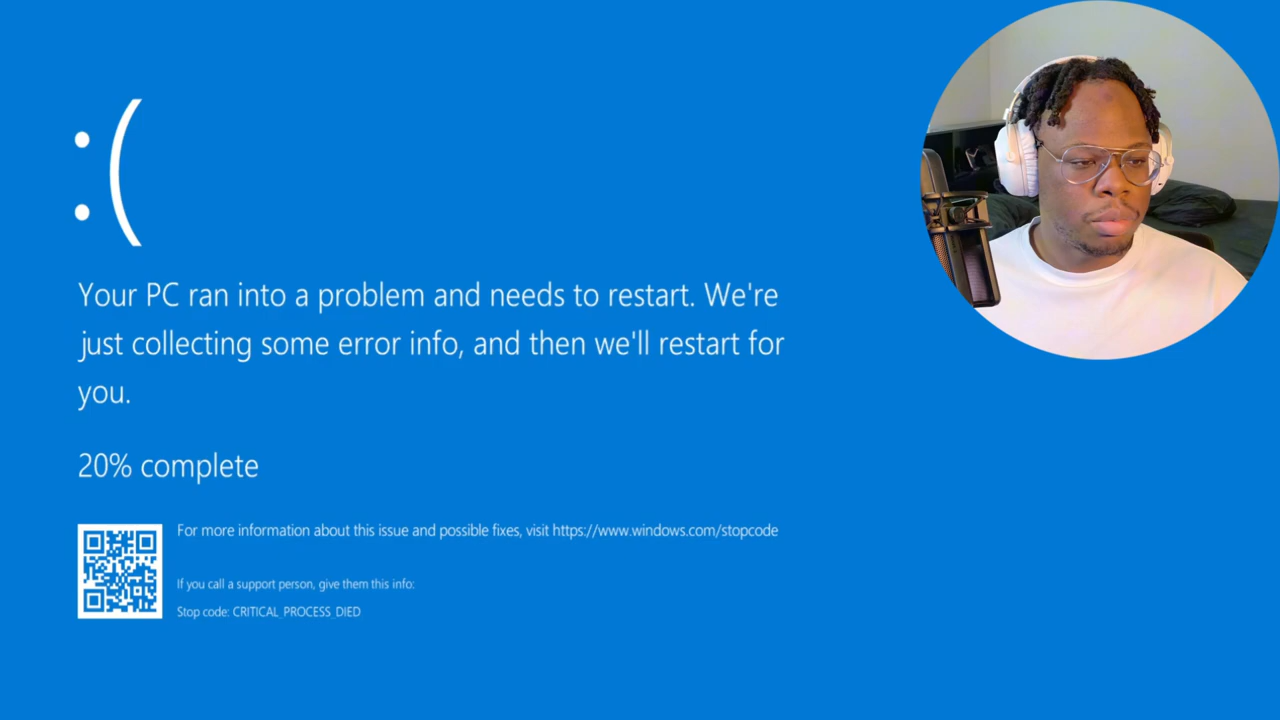 :(
Your PC ran into a problem and needs to restart. We're
just collecting some error info, and then we'll restart for
you.
20% complete
For more information about this issue and possible fixes, visit https://www.windows.com/stopcode
If you call a support person, give them this info:
Stop code: CRITICAL_PROCESS_DIED